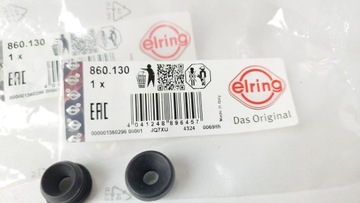 860.130
1 x
EAC
860.130
1 x
EAC
4 041248 896457
JQ7XU
4324
elring
Made in Italy
Das Original
elring